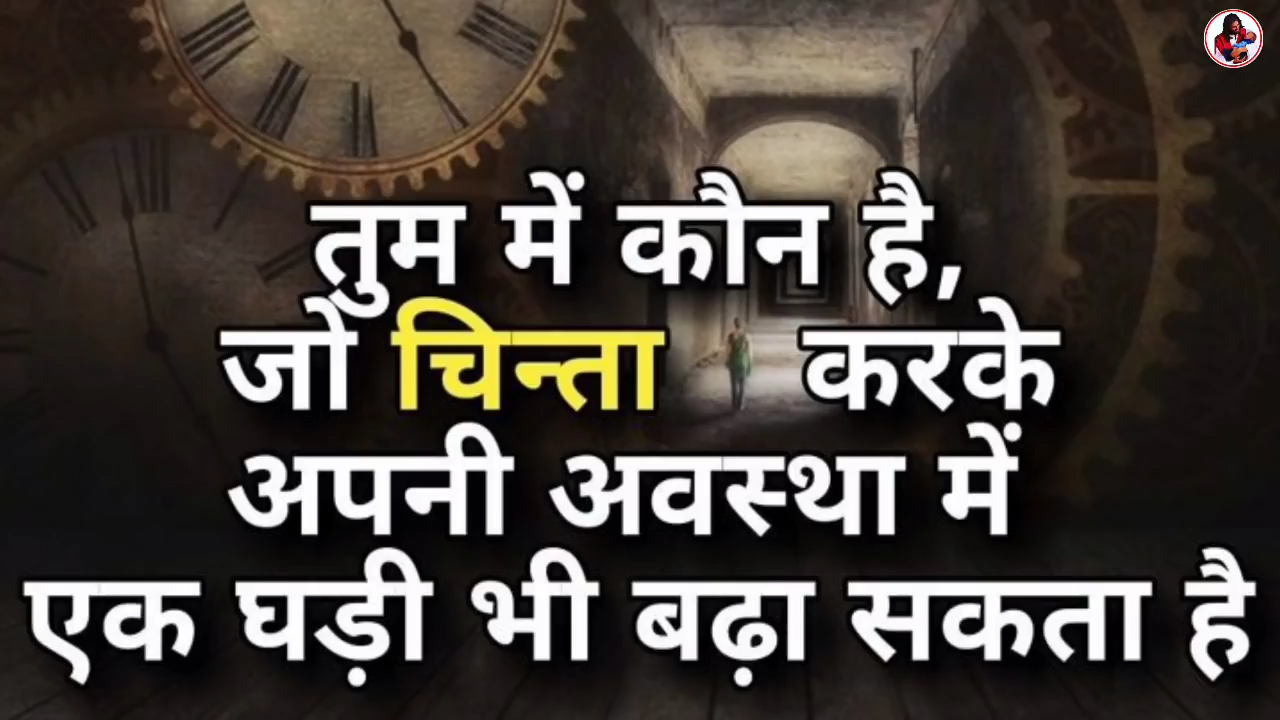 तुम में कौन है,
जो चिन्ता करके
अपनी अवस्था में
एक घड़ी भी बढ़ा सकता है